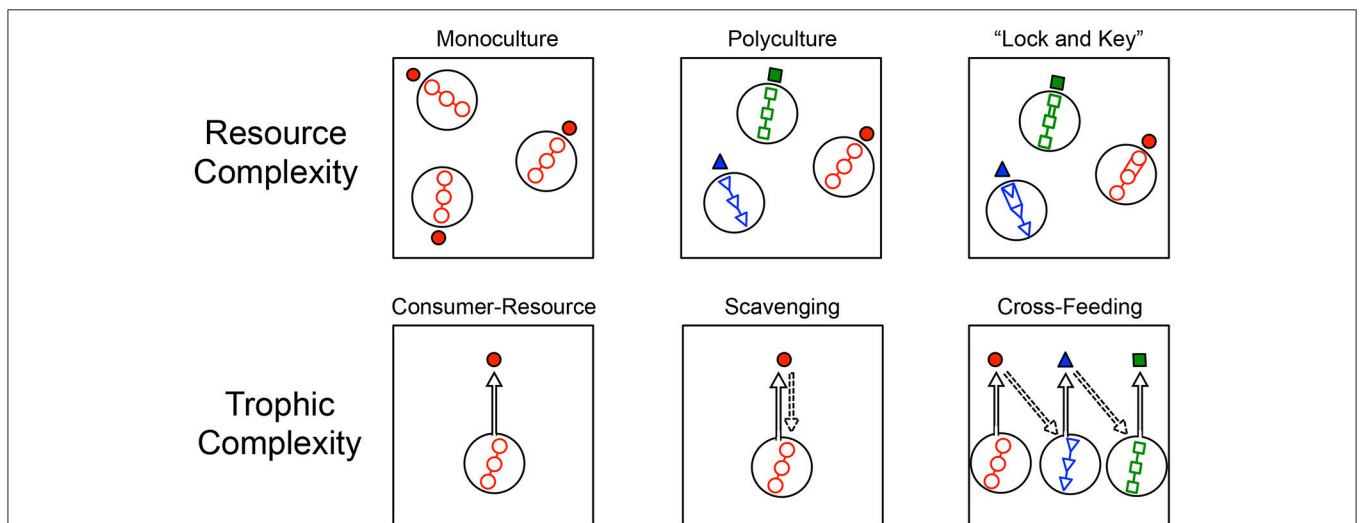 Monoculture
Polyculture
“Lock and Key”
Resource
Complexity
Consumer-Resource
Scavenging
Cross-Feeding
Trophic
Complexity